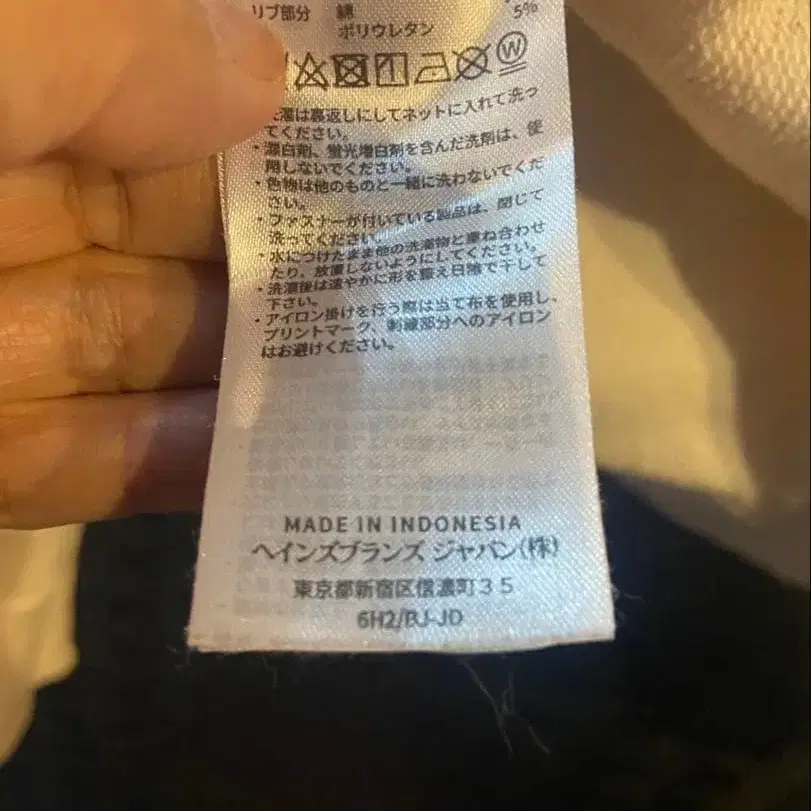 リブ部分 綿
ポリウレタン 5%
W
洗濯は裏返しにしてネットに入れて洗っ
てください。
・漂白剤、蛍光増白剤を含んだ洗剤は、使
用しないでください。
・色物は他のものと一緒に洗わないでくだ
さい。
・ファスナーが付いている製品は、閉じて
洗ってください。
・水につけたまま他の洗濯物と重ね合わせ
たり、放置しないようにしてください。
・洗濯後は速やかに形を整え日陰で干して
下さい。
・アイロン掛けを行う際は当て布を使用し、
プリントマーク、刺繍部分へのアイロン
はお避けください。
MADE IN INDONESIA
ヘインズブランズ ジャパン(株)
東京都新宿区信濃町35
6H2/BJ-JD